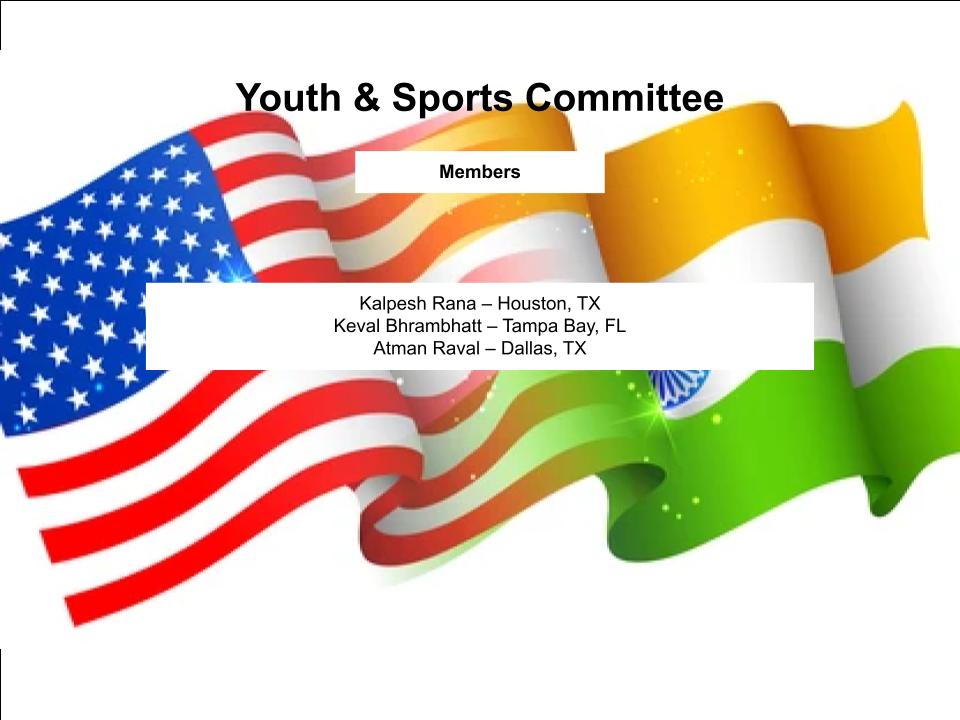 Youth & Sports Committee
Members
Kalpesh Rana – Houston, TX
Keval Bhrambhatt – Tampa Bay, FL
Atman Raval – Dallas, TX